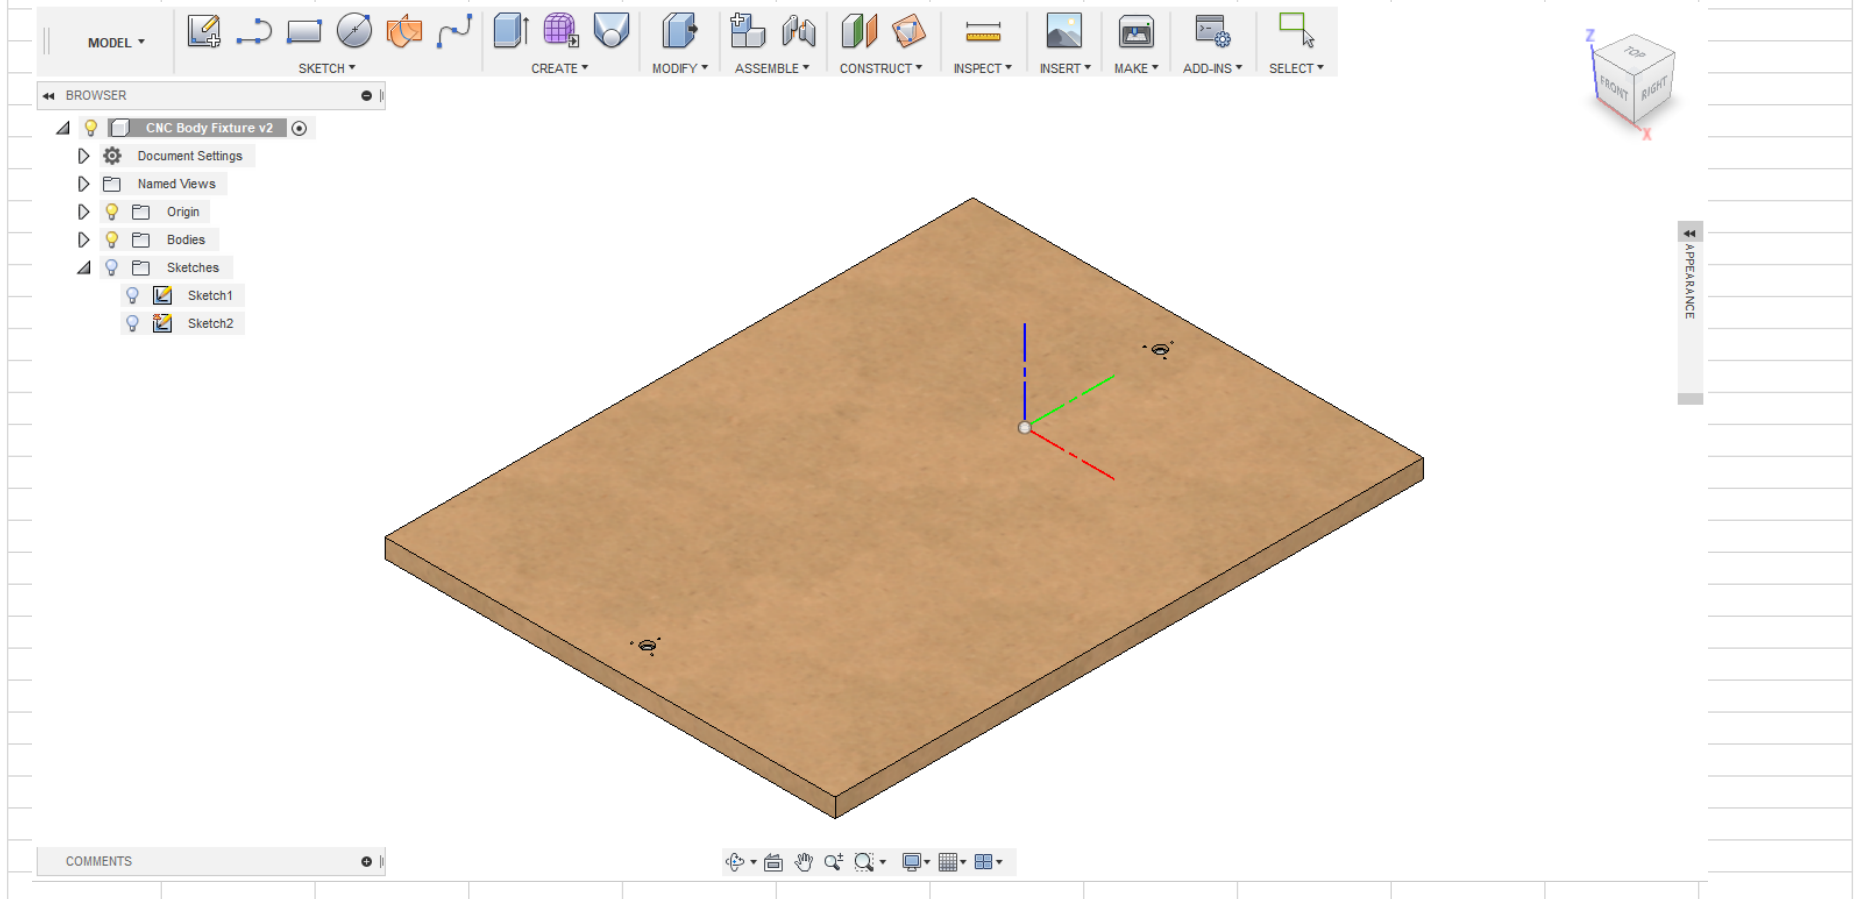 MODEL
SKETCH
CREATE
MODIFY
ASSEMBLE
CONSTRUCT
INSPECT
INSERT
MAKE
ADD-INS
SELECT
Z
TOP
FRONT
RIGHT
X
BROWSER
CNC Body Fixture v2
Document Settings
Named Views
Origin
Bodies
Sketches
Sketch1
Sketch2
APPEARANCE
COMMENTS